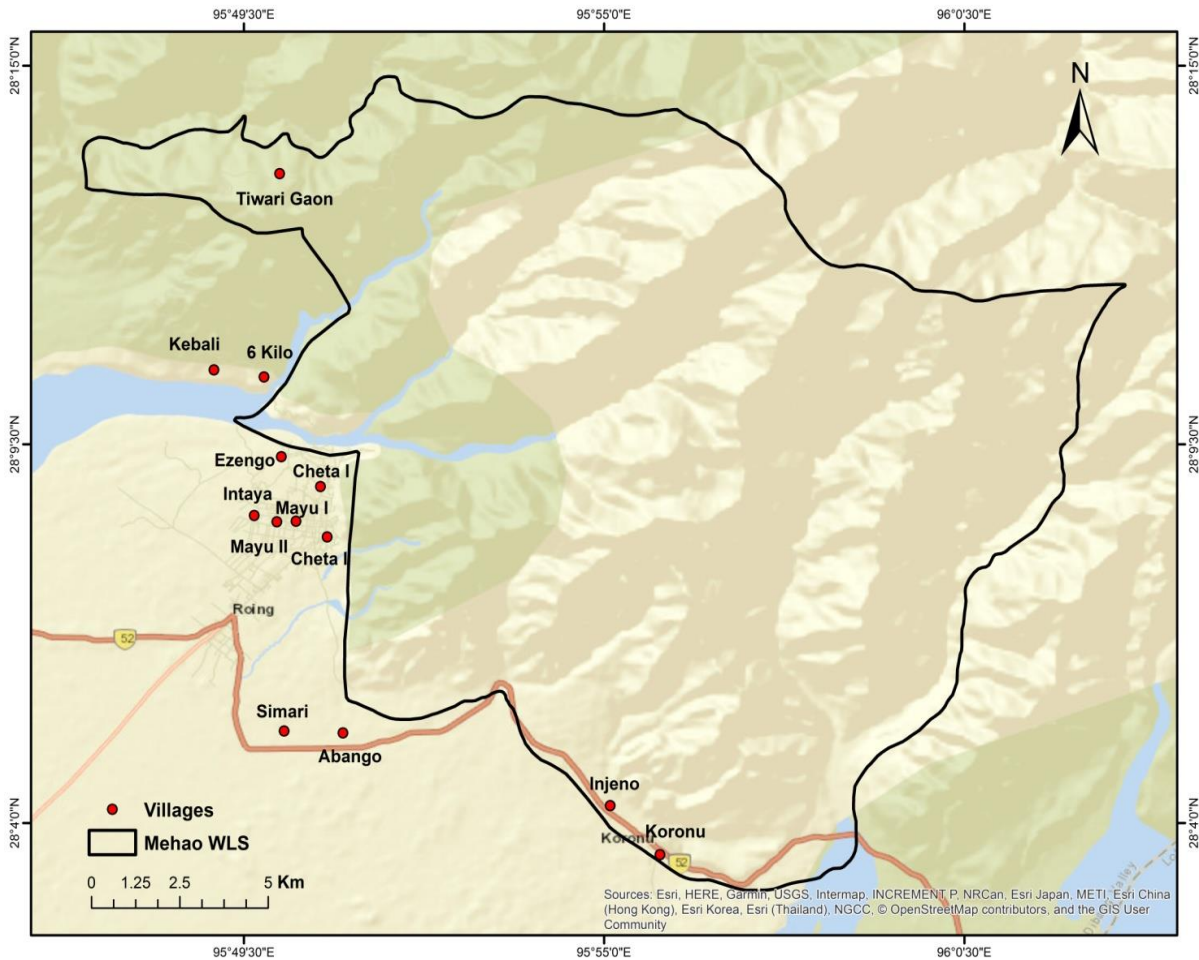 95°49'30"E
95°55'0"E
96°0'30"E
28°15'0"N
28°15'0"N
N
Tiwari Gaon
Kebali
6 Kilo
28°9'30"N
28°9'30"N
Ezengo
Cheta I
Intaya
Mayu I
Mayu II
Cheta I
Roing
52
Simari
Abango
Injeno
Koronu
Koronu
52
28°4'0"N
28°4'0"N
Villages
Mehao WLS
0 1.25 2.5 5 Km
Sources: Esri, HERE, Garmin, USGS, Intermap, INCREMENT P, NRCan, Esri Japan, METI, Esri China
(Hong Kong), Esri Korea, Esri (Thailand), NGCC, © OpenStreetMap contributors, and the GIS User
Community
95°49'30"E
95°55'0"E
96°0'30"E